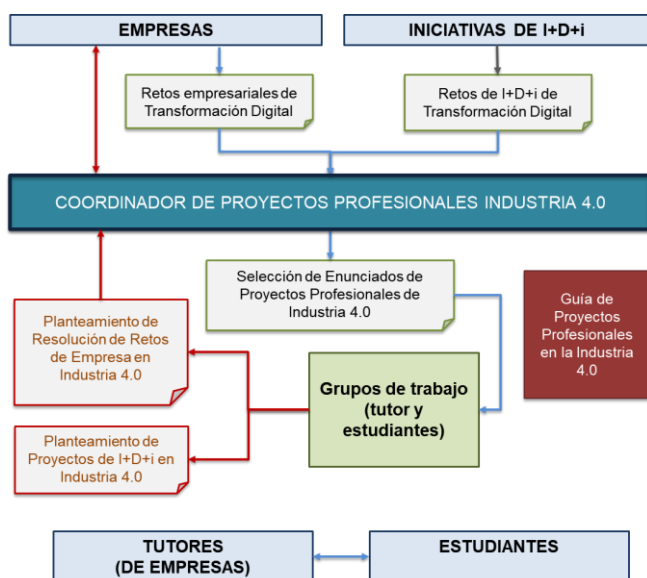 EMPRESAS
INICIATIVAS DE I+D+i
Retos empresariales de
Transformación Digital
Retos de I+D+i de
Transformación Digital
COORDINADOR DE PROYECTOS PROFESIONALES INDUSTRIA 4.0
Selección de Enunciados de
Proyectos Profesionales de
Industria 4.0
Guía de
Proyectos
Profesionales
en la Industria
4.0
Planteamiento de
Resolución de Retos
de Empresa en
Industria 4.0
Grupos de trabajo
(tutor y
estudiantes)
Planteamiento de
Proyectos de I+D+i en
Industria 4.0
TUTORES
(DE EMPRESAS)
ESTUDIANTES